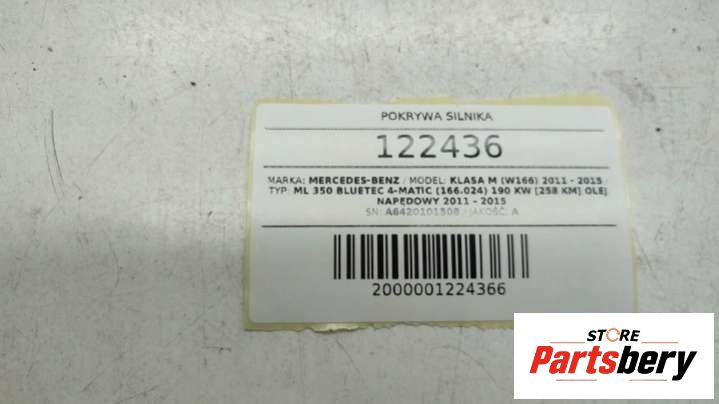 POKRYWA SILNIKA
122436
MARKA: MERCEDES-BENZ / MODEL: KLASA M (W166) 2011 - 2015 /
TYP: ML 350 BLUETEC 4-MATIC (166.024) 190 KW [258 KM] OLEJ
NAPĘDOWY 2011 - 2015
SN: A6420101308 / JAKOŚĆ: A
2000001224366
STORE
Partsbery